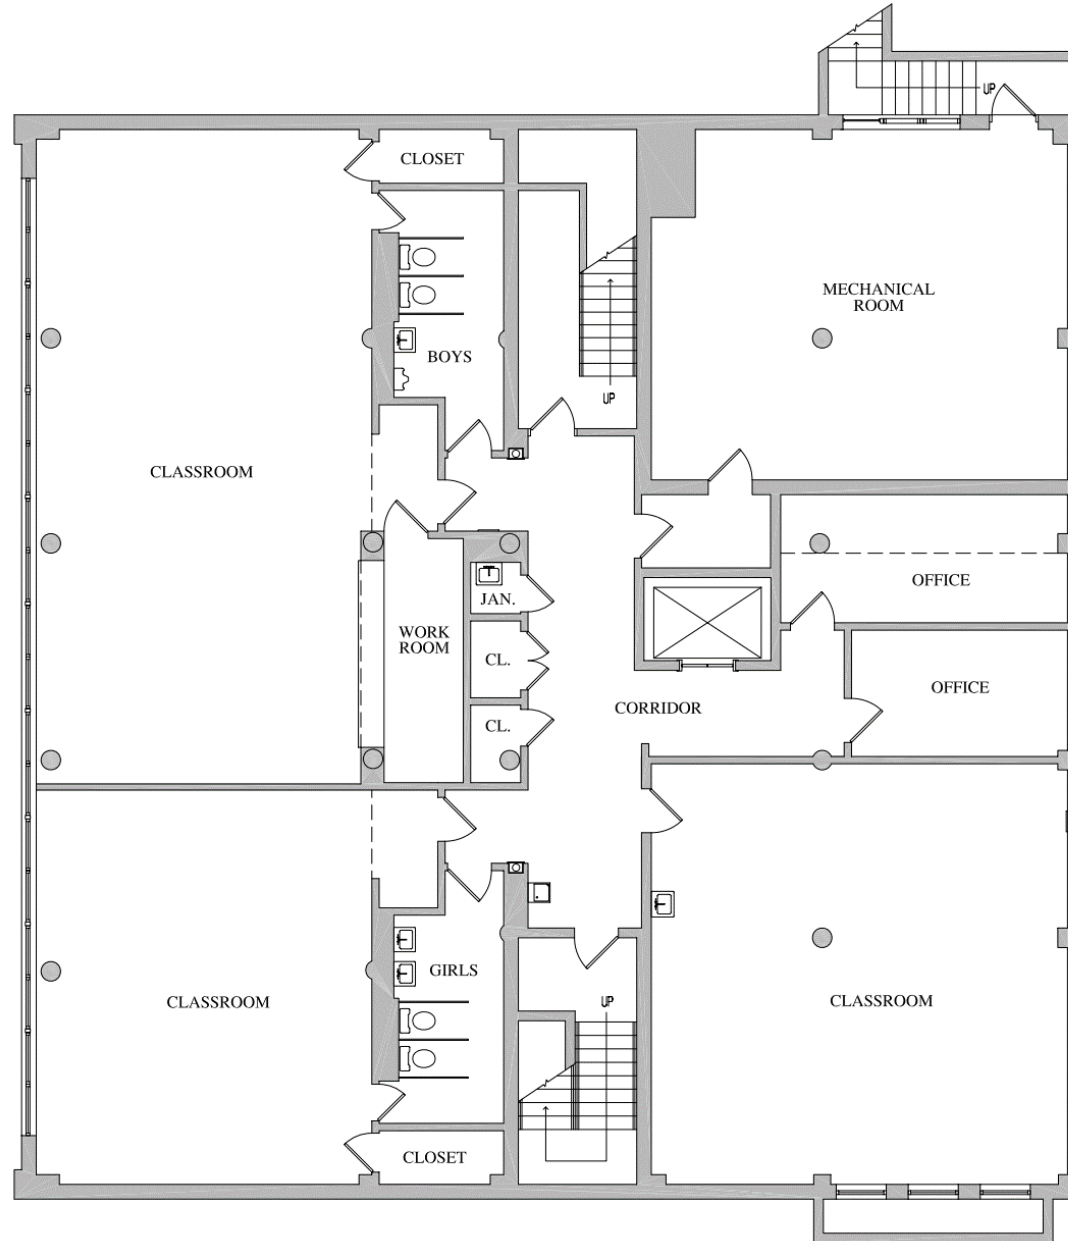 UP
CLOSET
MECHANICAL
ROOM
BOYS
UP
CLASSROOM
OFFICE
JAN.
WORK
ROOM
CL.
OFFICE
CORRIDOR
CL.
GIRLS
CLASSROOM
UP
CLASSROOM
CLOSET